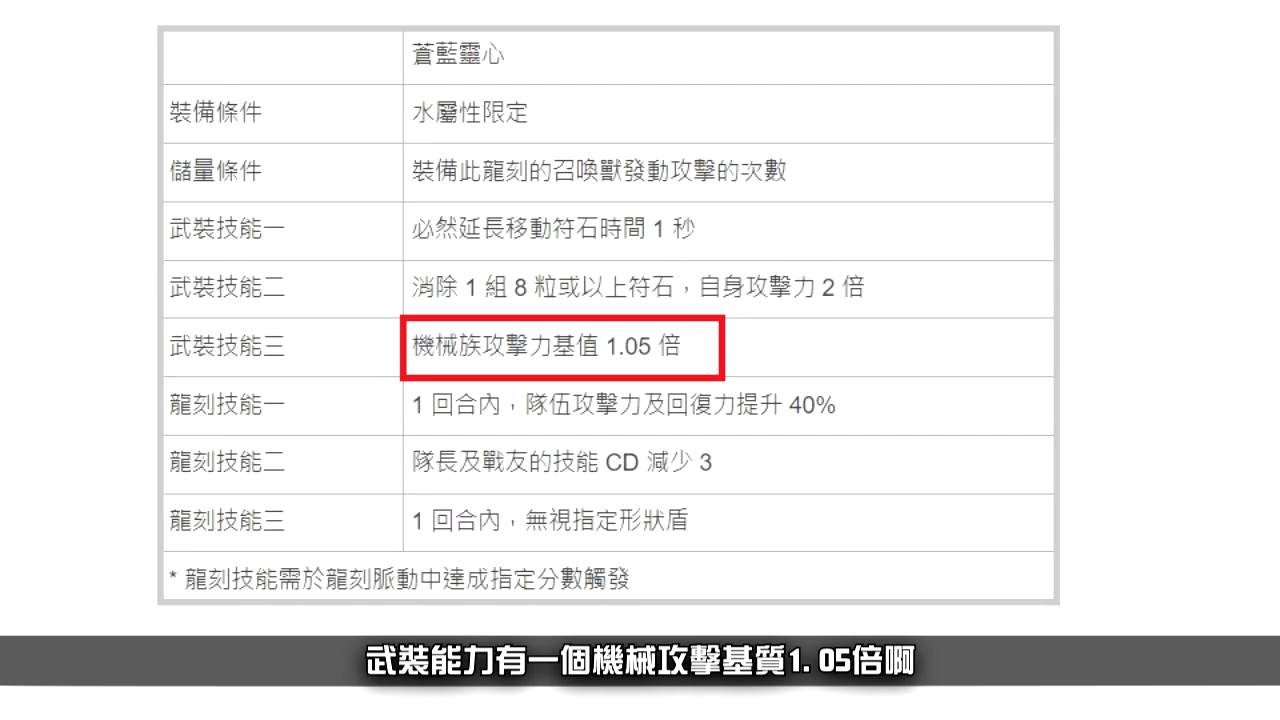 蒼藍靈心
裝備條件 水屬性限定
儲量條件 裝備此龍刻的召喚獸發動攻擊的次數
武裝技能一 必然延長移動符石時間 1 秒
武裝技能二 消除 1 組 8 粒或以上符石，自身攻擊力 2 倍
武裝技能三 機械族攻擊力基值 1.05 倍
龍刻技能一 1 回合內，隊伍攻擊力及回復力提升 40%
龍刻技能二 隊長及戰友的技能 CD 減少 3
龍刻技能三 1 回合內，無視指定形狀盾
* 龍刻技能需於龍刻脈動中達成指定分數觸發
武裝能力有一個機械攻擊基質1.05倍啊